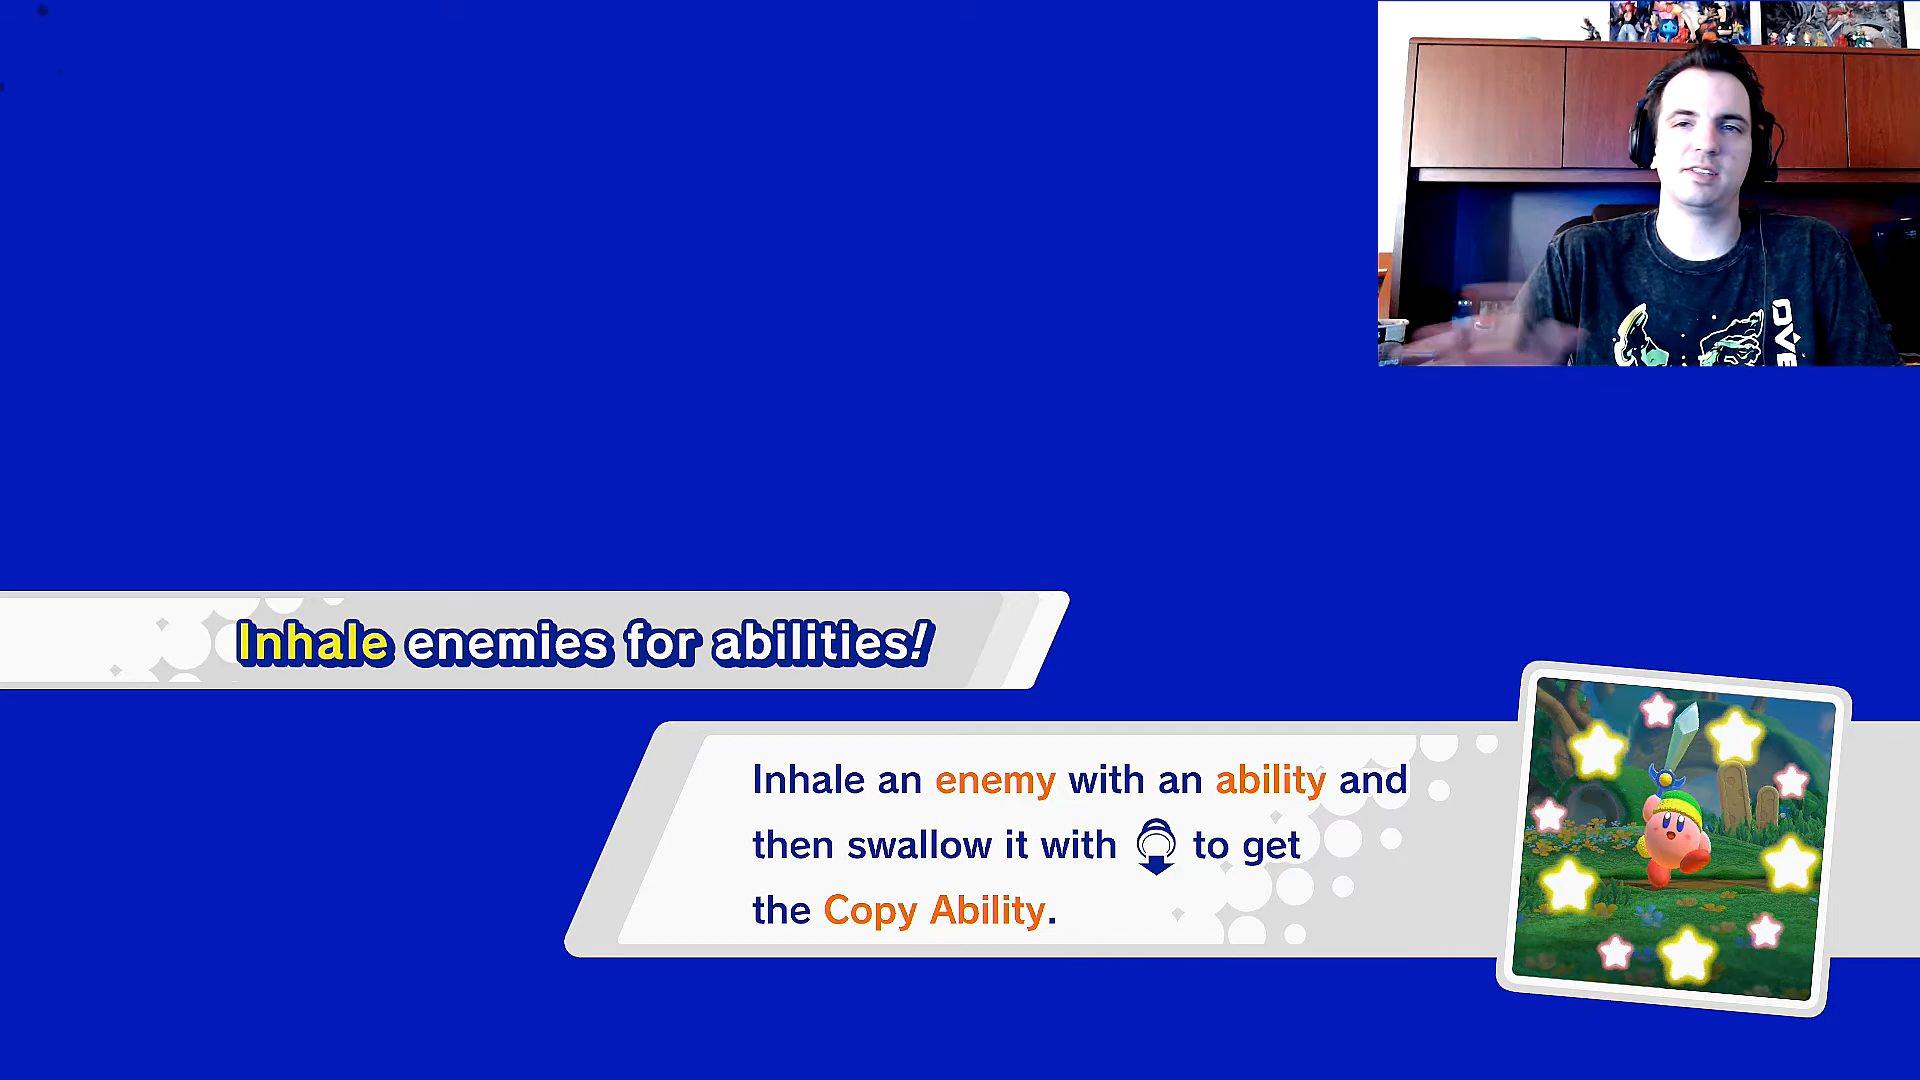 Inhale enemies for abilities!
Inhale an enemy with an ability and
then swallow it with to get
the Copy Ability.